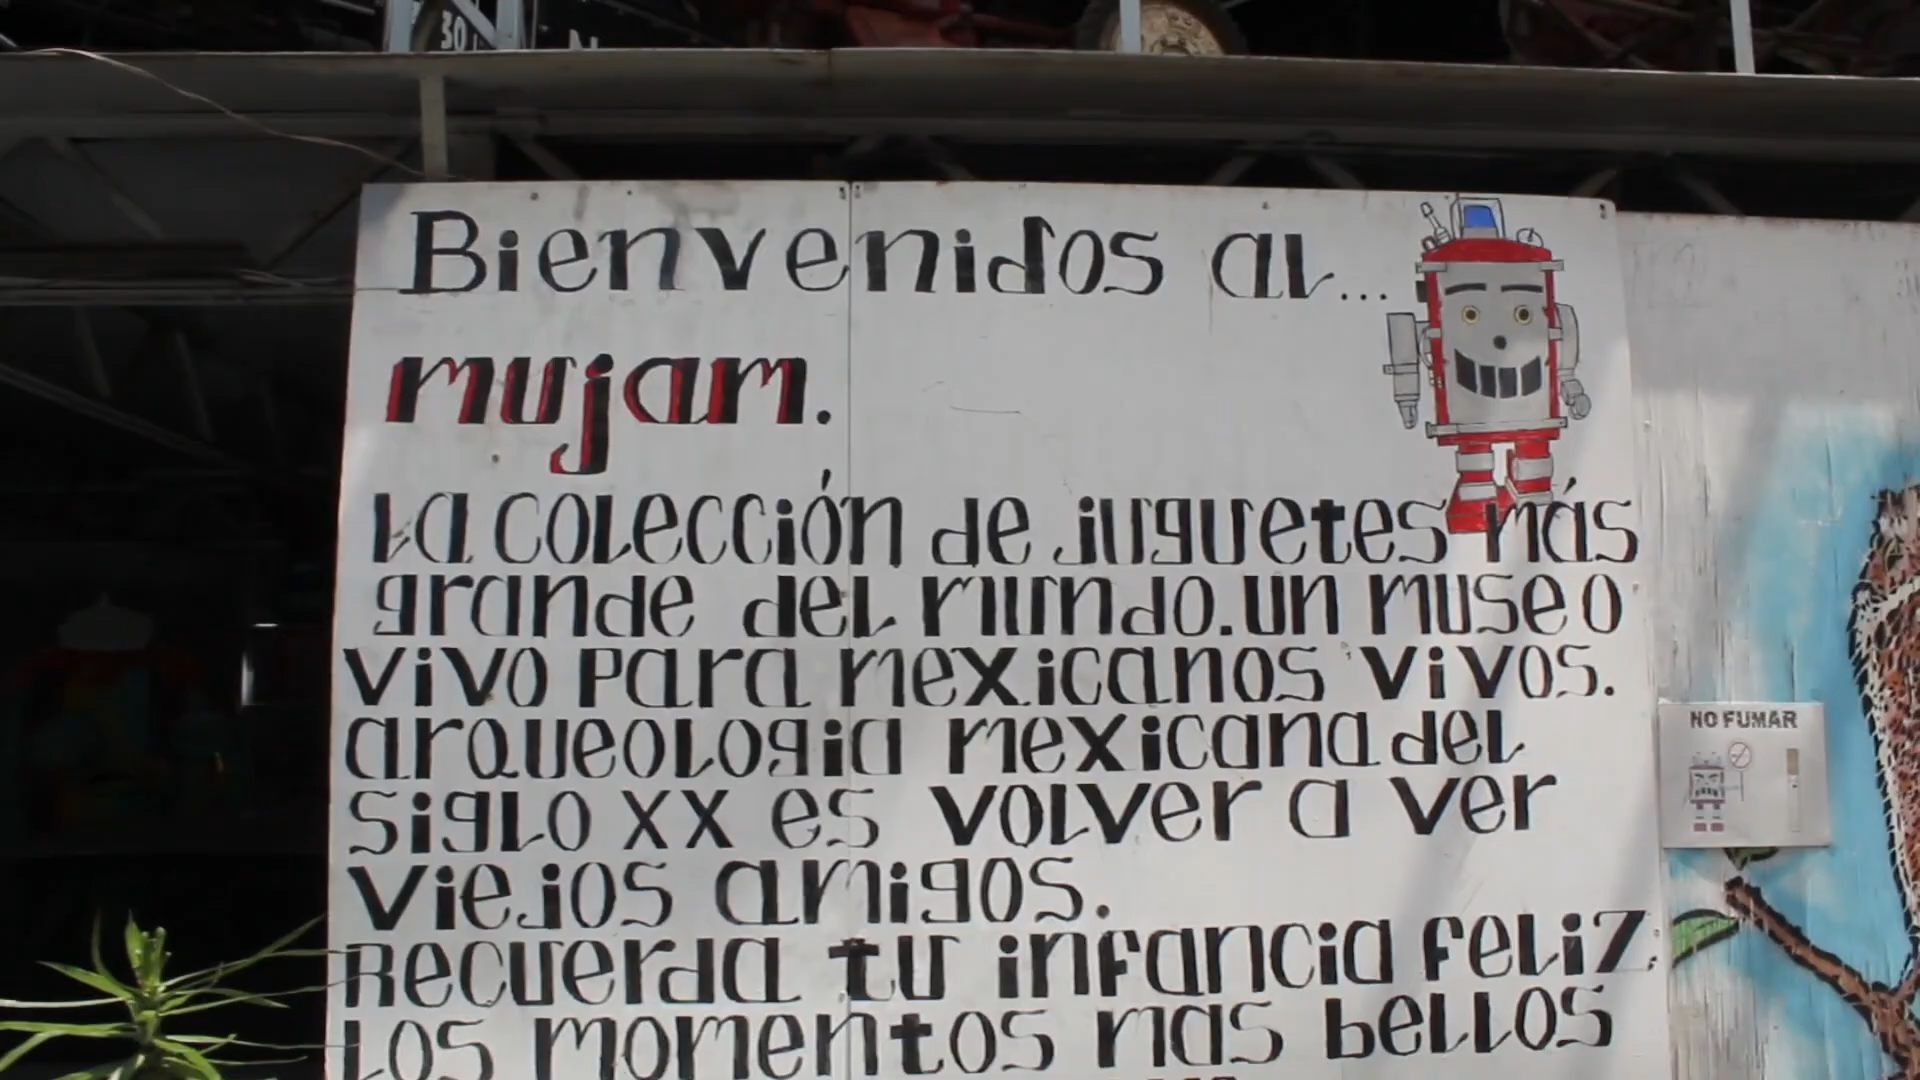 30
Bienvenidos al...
mujam.
La colección de juguetes más
grande del mundo. un museo
vivo para mexicanos vivos.
arqueologia mexicana del
siglo XX es volver a ver
viejos amigos.
Recuerda tu infancia feliz,
los momentos mas bellos
NO FUMAR